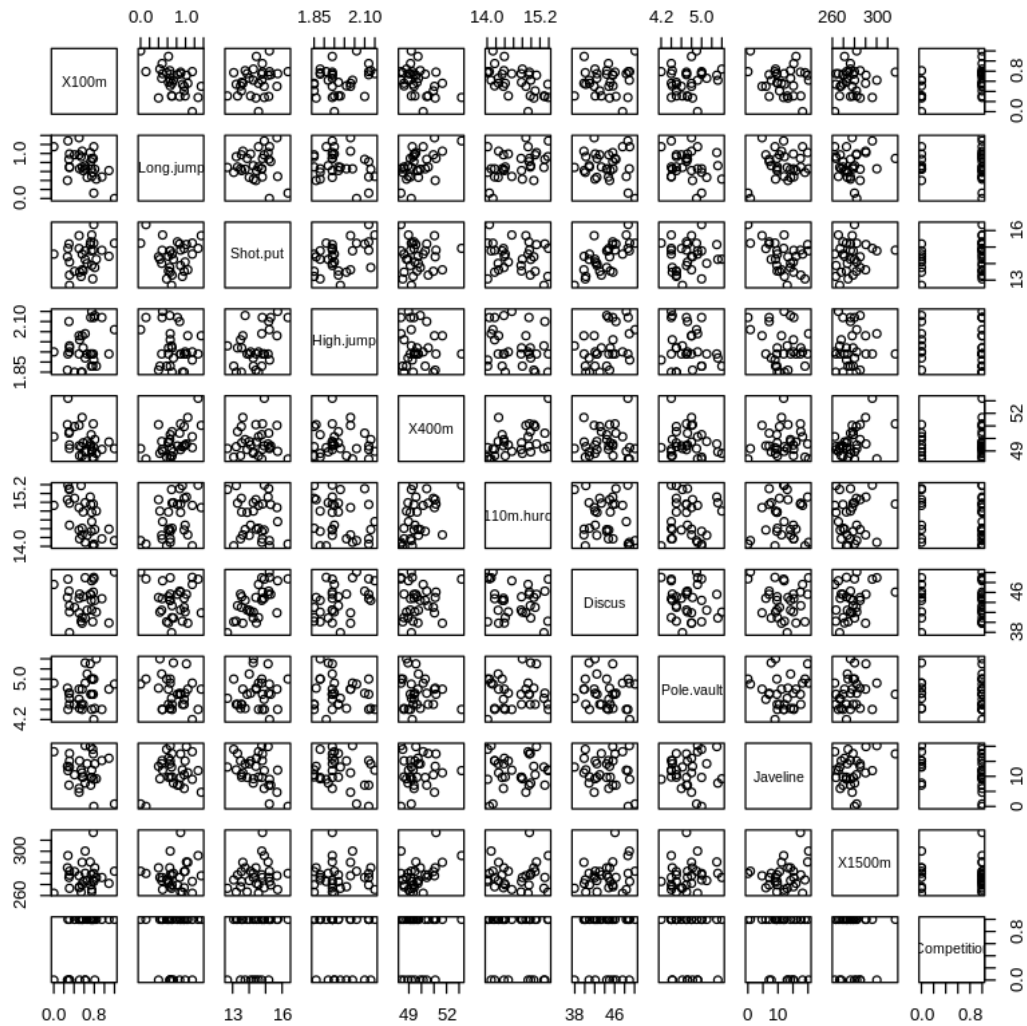 0.0 1.0 1.85 2.10 14.0 15.2 4.2 5.0 260 300
X100m 0.0 0.8
0.0 1.0 Long.jump
Shot.put 13 16
1.85 2.10 High.jump
X400m 49 52
14.0 15.2 110m.hurd
Discus 38 46
4.2 5.0 Pole.vault
Javeline 0 10
260 300 X1500m
Competitio 0.0 0.8
0.0 0.8 13 16 49 52 38 46 0 10 0.0 0.8